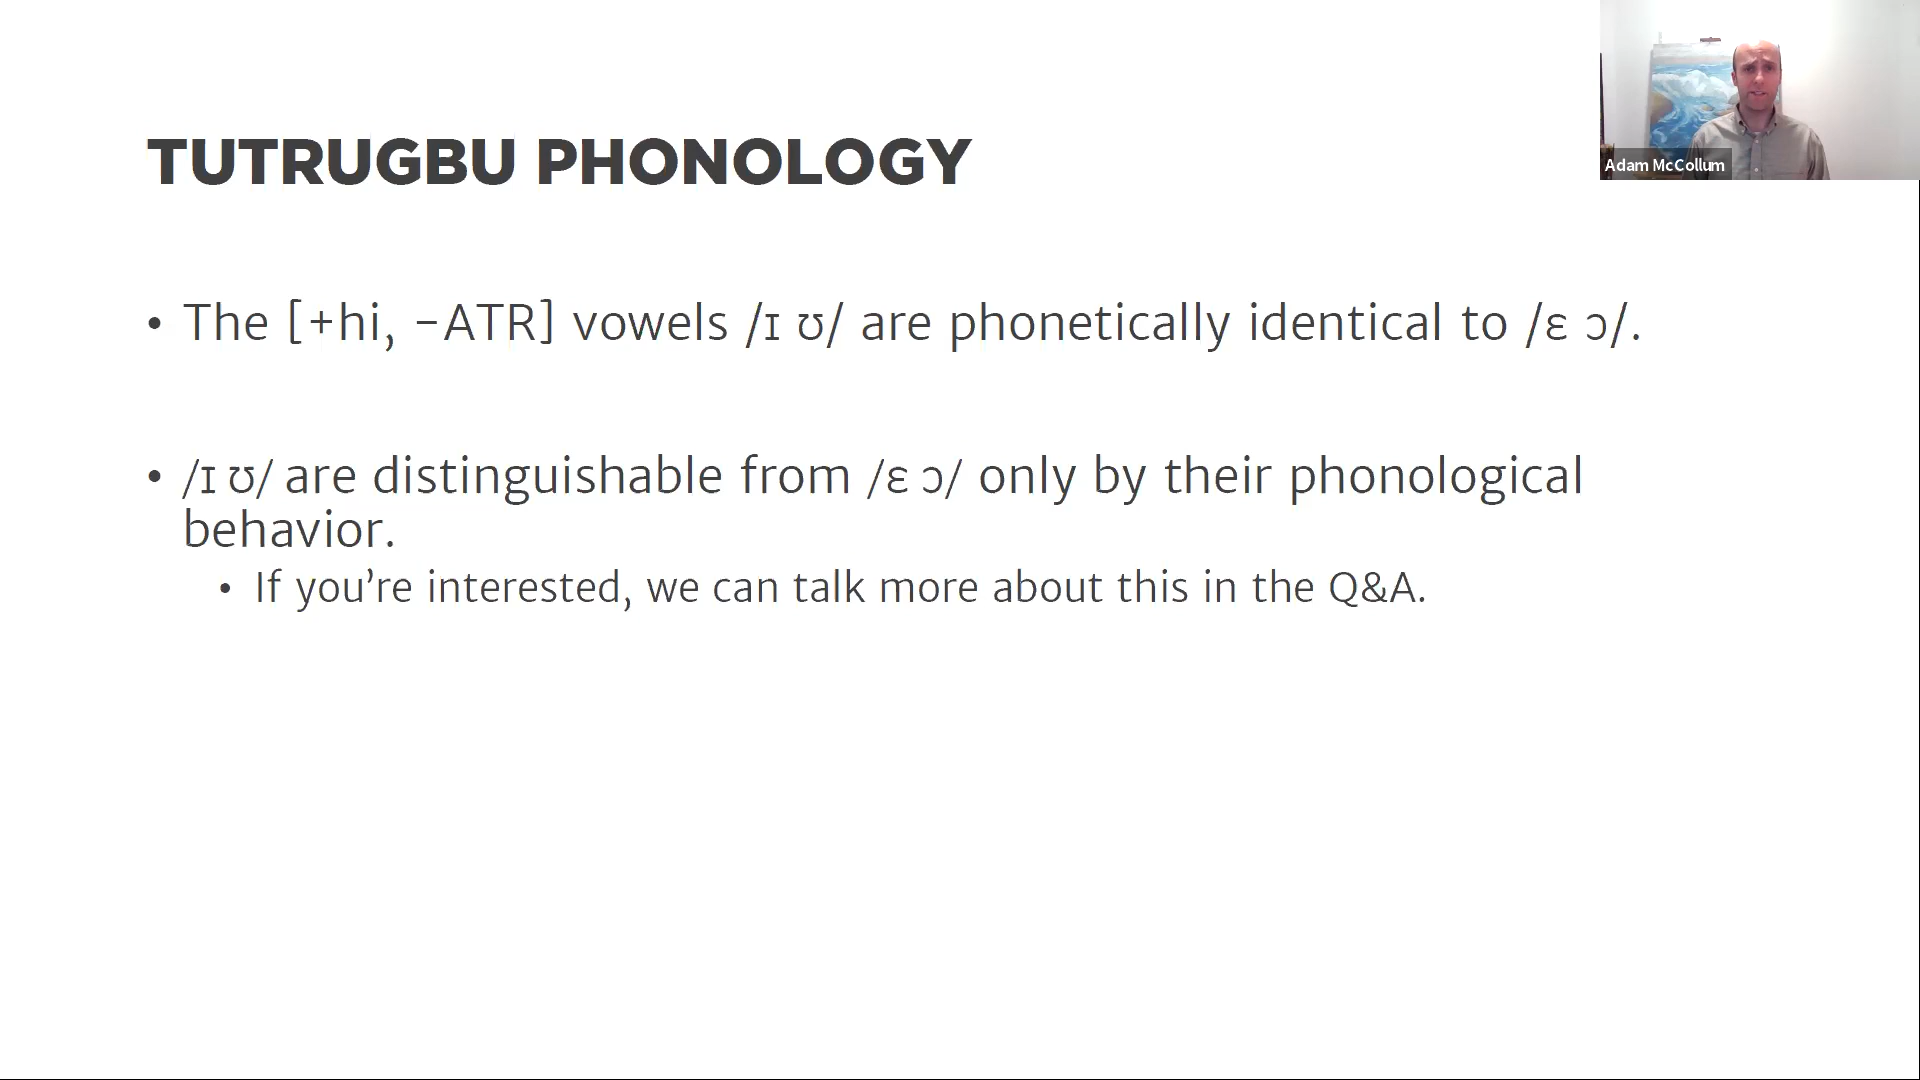 TUTRUGBU PHONOLOGY
Adam McCollum
• The [+hi, -ATR] vowels /ɪ ʊ/ are phonetically identical to /ɛ ɔ/.
• /ɪ ʊ/ are distinguishable from /ɛ ɔ/ only by their phonological
behavior.
• If you’re interested, we can talk more about this in the Q&A.